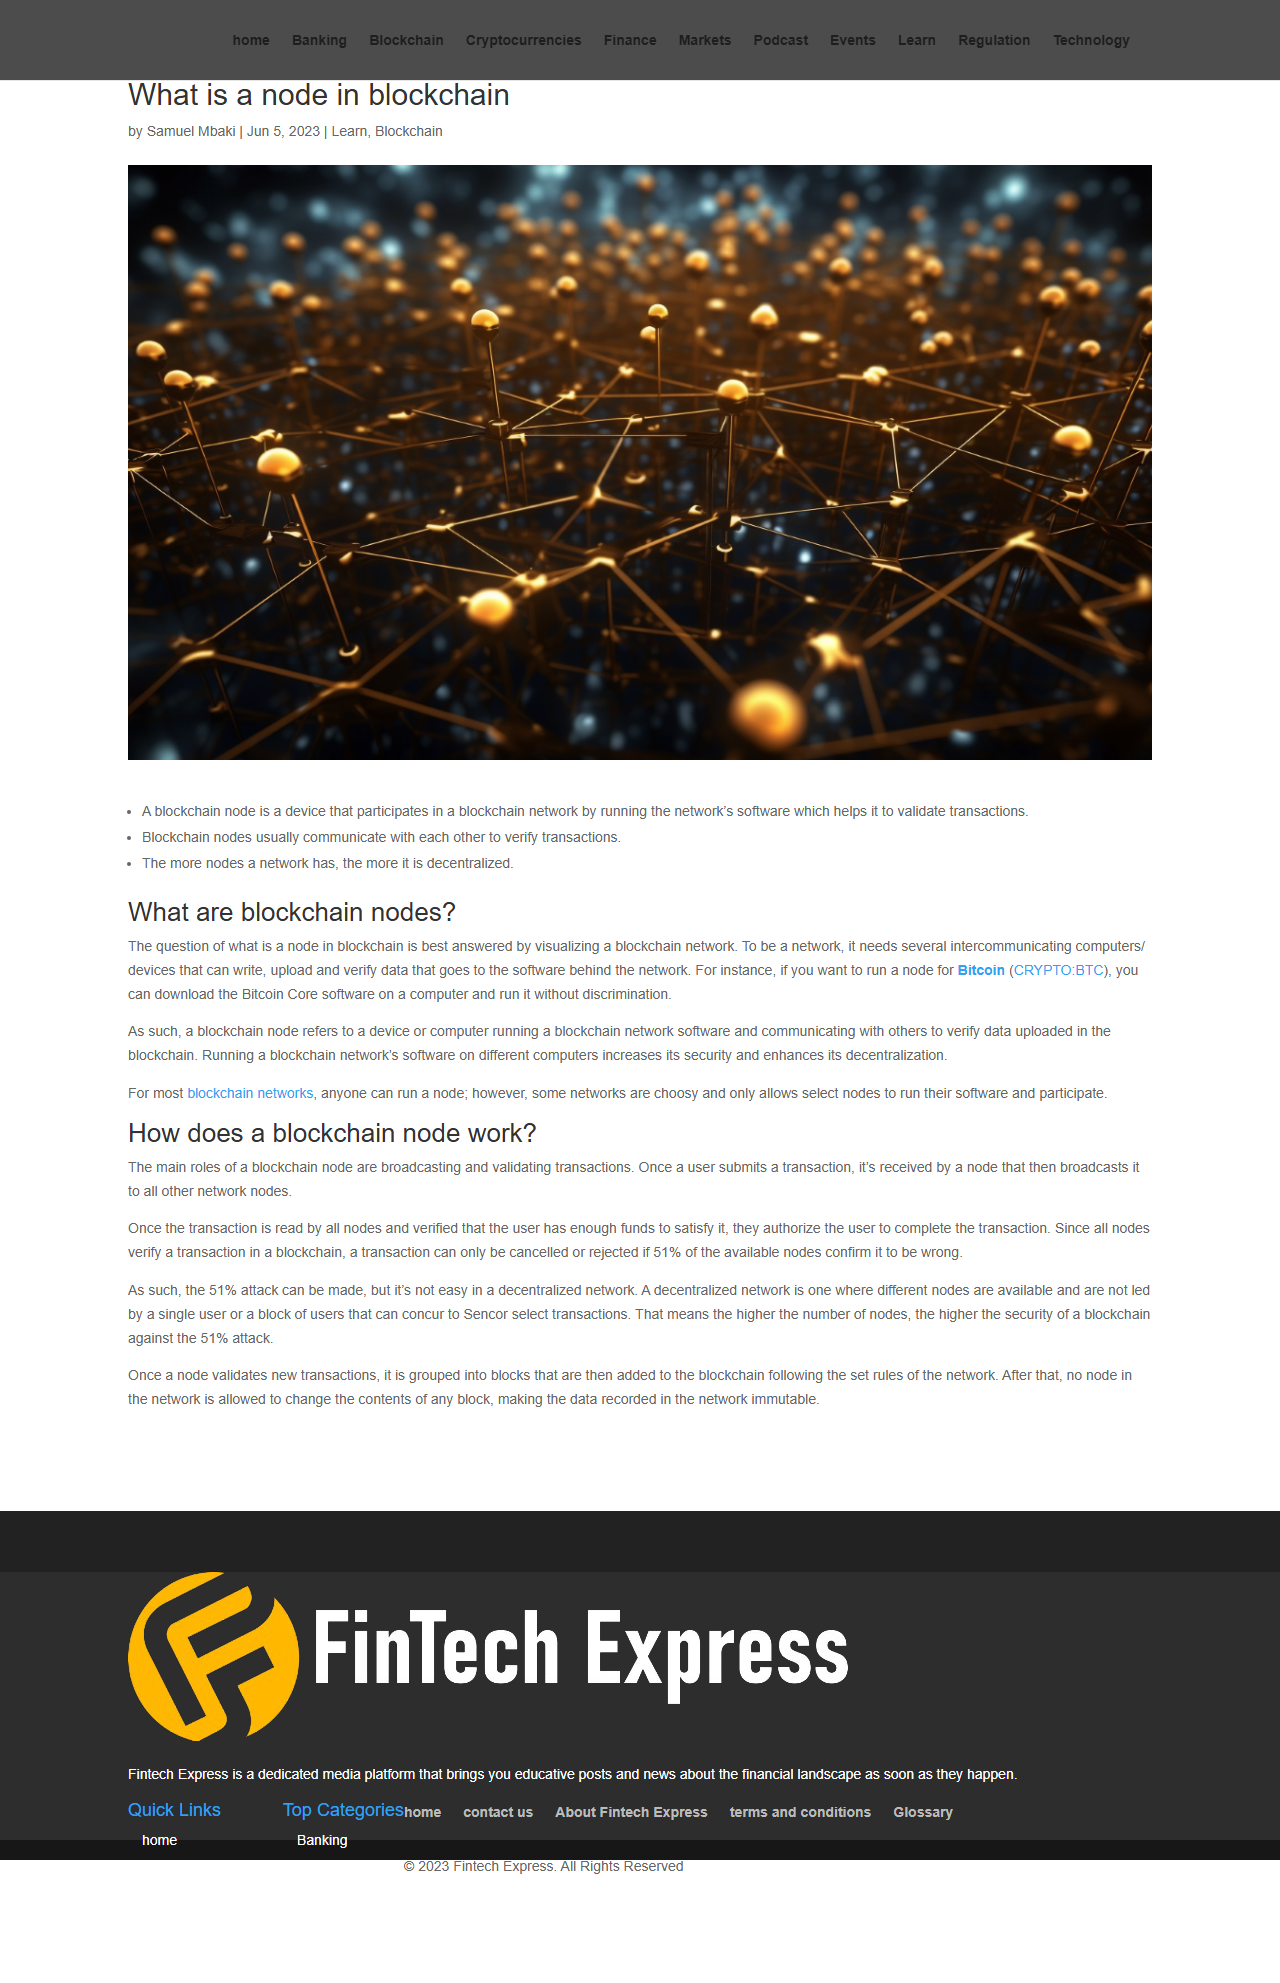 home Banking Blockchain Cryptocurrencies Finance Markets Podcast Events Learn Regulation Technology
What is a node in blockchain
by Samuel Mbaki | Jun 5, 2023 | Learn, Blockchain
• A blockchain node is a device that participates in a blockchain network by running the network’s software which helps it to validate transactions.
• Blockchain nodes usually communicate with each other to verify transactions.
• The more nodes a network has, the more it is decentralized.
What are blockchain nodes?
The question of what is a node in blockchain is best answered by visualizing a blockchain network. To be a network, it needs several intercommunicating computers/
devices that can write, upload and verify data that goes to the software behind the network. For instance, if you want to run a node for Bitcoin (CRYPTO:BTC), you
can download the Bitcoin Core software on a computer and run it without discrimination.
As such, a blockchain node refers to a device or computer running a blockchain network software and communicating with others to verify data uploaded in the
blockchain. Running a blockchain network’s software on different computers increases its security and enhances its decentralization.
For most blockchain networks, anyone can run a node; however, some networks are choosy and only allows select nodes to run their software and participate.
How does a blockchain node work?
The main roles of a blockchain node are broadcasting and validating transactions. Once a user submits a transaction, it’s received by a node that then broadcasts it
to all other network nodes.
Once the transaction is read by all nodes and verified that the user has enough funds to satisfy it, they authorize the user to complete the transaction. Since all nodes
verify a transaction in a blockchain, a transaction can only be cancelled or rejected if 51% of the available nodes confirm it to be wrong.
As such, the 51% attack can be made, but it’s not easy in a decentralized network. A decentralized network is one where different nodes are available and are not led
by a single user or a block of users that can concur to Sencor select transactions. That means the higher the number of nodes, the higher the security of a blockchain
against the 51% attack.
Once a node validates new transactions, it is grouped into blocks that are then added to the blockchain following the set rules of the network. After that, no node in
the network is allowed to change the contents of any block, making the data recorded in the network immutable.
FinTech Express
Fintech Express is a dedicated media platform that brings you educative posts and news about the financial landscape as soon as they happen.
Quick Links Top Categories home contact us About Fintech Express terms and conditions Glossary
home Banking
© 2023 Fintech Express. All Rights Reserved